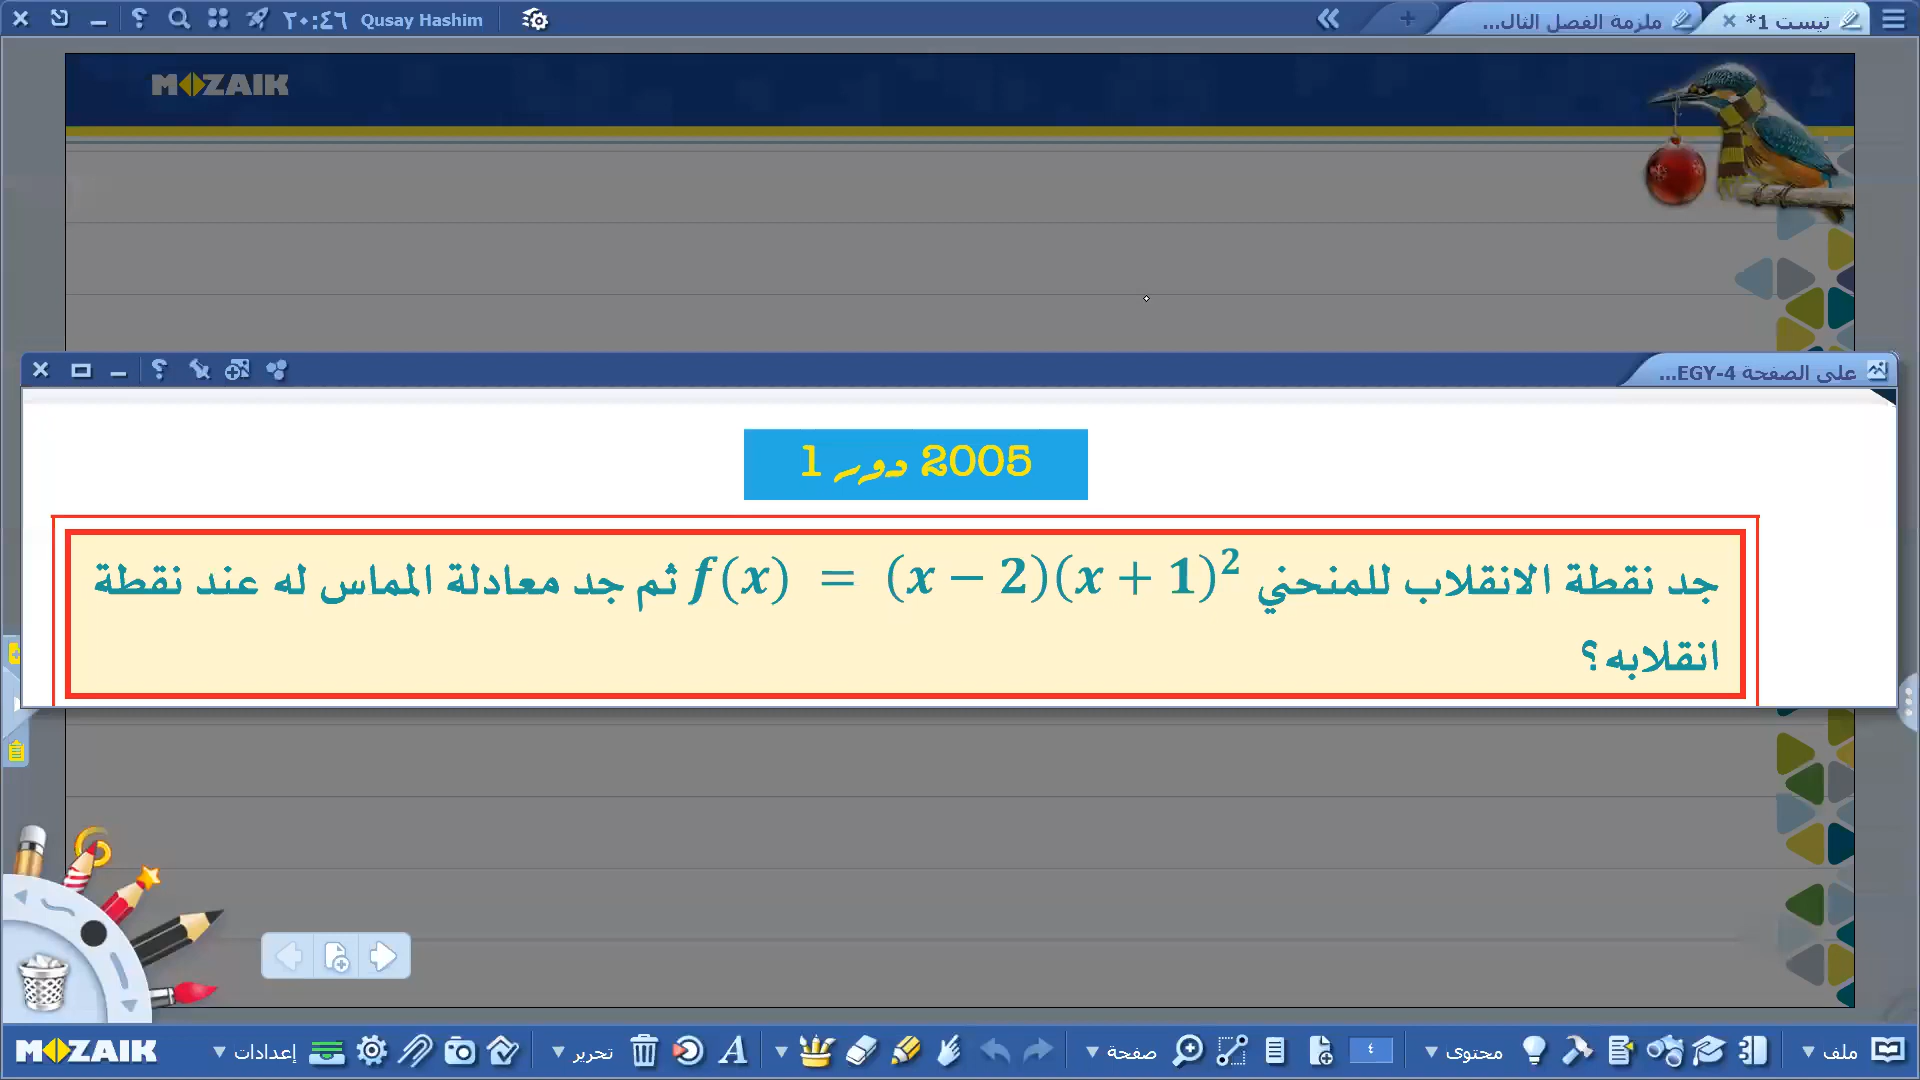 ٢٠:٤٦ Qusay Hashim
ملزمة الفصل الثال...
تيست 1*
MOZAIK
على الصفحة EGY-4...
2005 دور 1
جد نقطة الانقلاب للمنحني f(x) = (x − 2)(x + 1)² ثم جد معادلة المماس له عند نقطة
انقلابه؟
MOZAIK
إعدادات
تحرير
صفحة
٤
محتوى
ملف